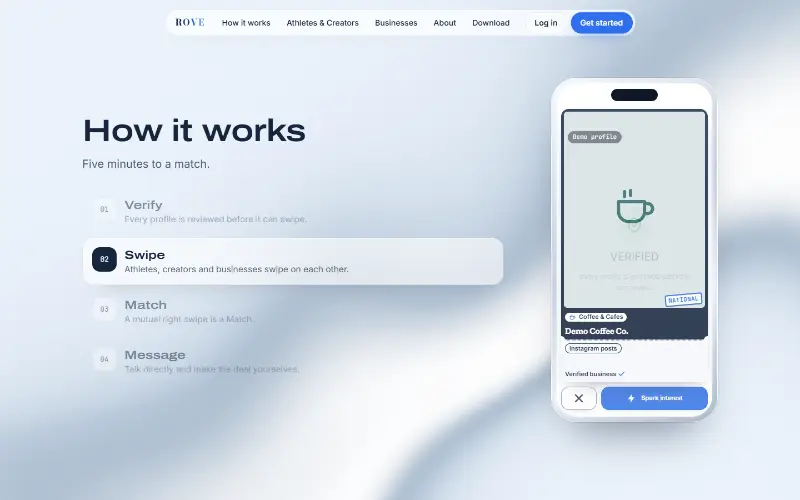 ROVE How it works Athletes & Creators Businesses About Download Log in Get started
How it works
Five minutes to a match.
01 Verify
Every profile is reviewed before it can swipe.
02 Swipe
Athletes, creators and businesses swipe on each other.
03 Match
A mutual right swipe is a Match.
04 Message
Talk directly and make the deal yourselves.
Demo profile
VERIFIED
NATIONAL
Coffee & Cafes
Demo Coffee Co.
Instagram posts
Verified business
Spark interest